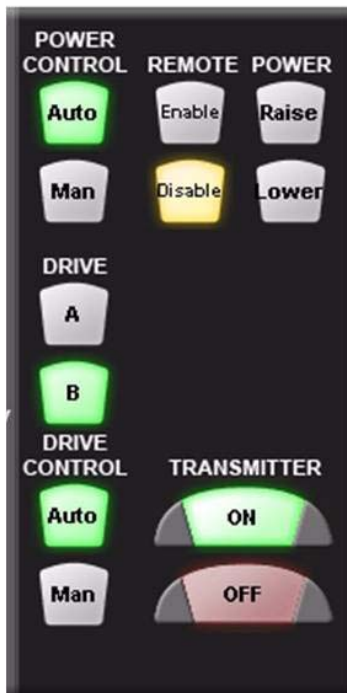 POWER
CONTROL REMOTE POWER
Auto Enable Raise
Man Disable Lower
DRIVE
A
B
DRIVE
CONTROL TRANSMITTER
Auto ON
Man OFF